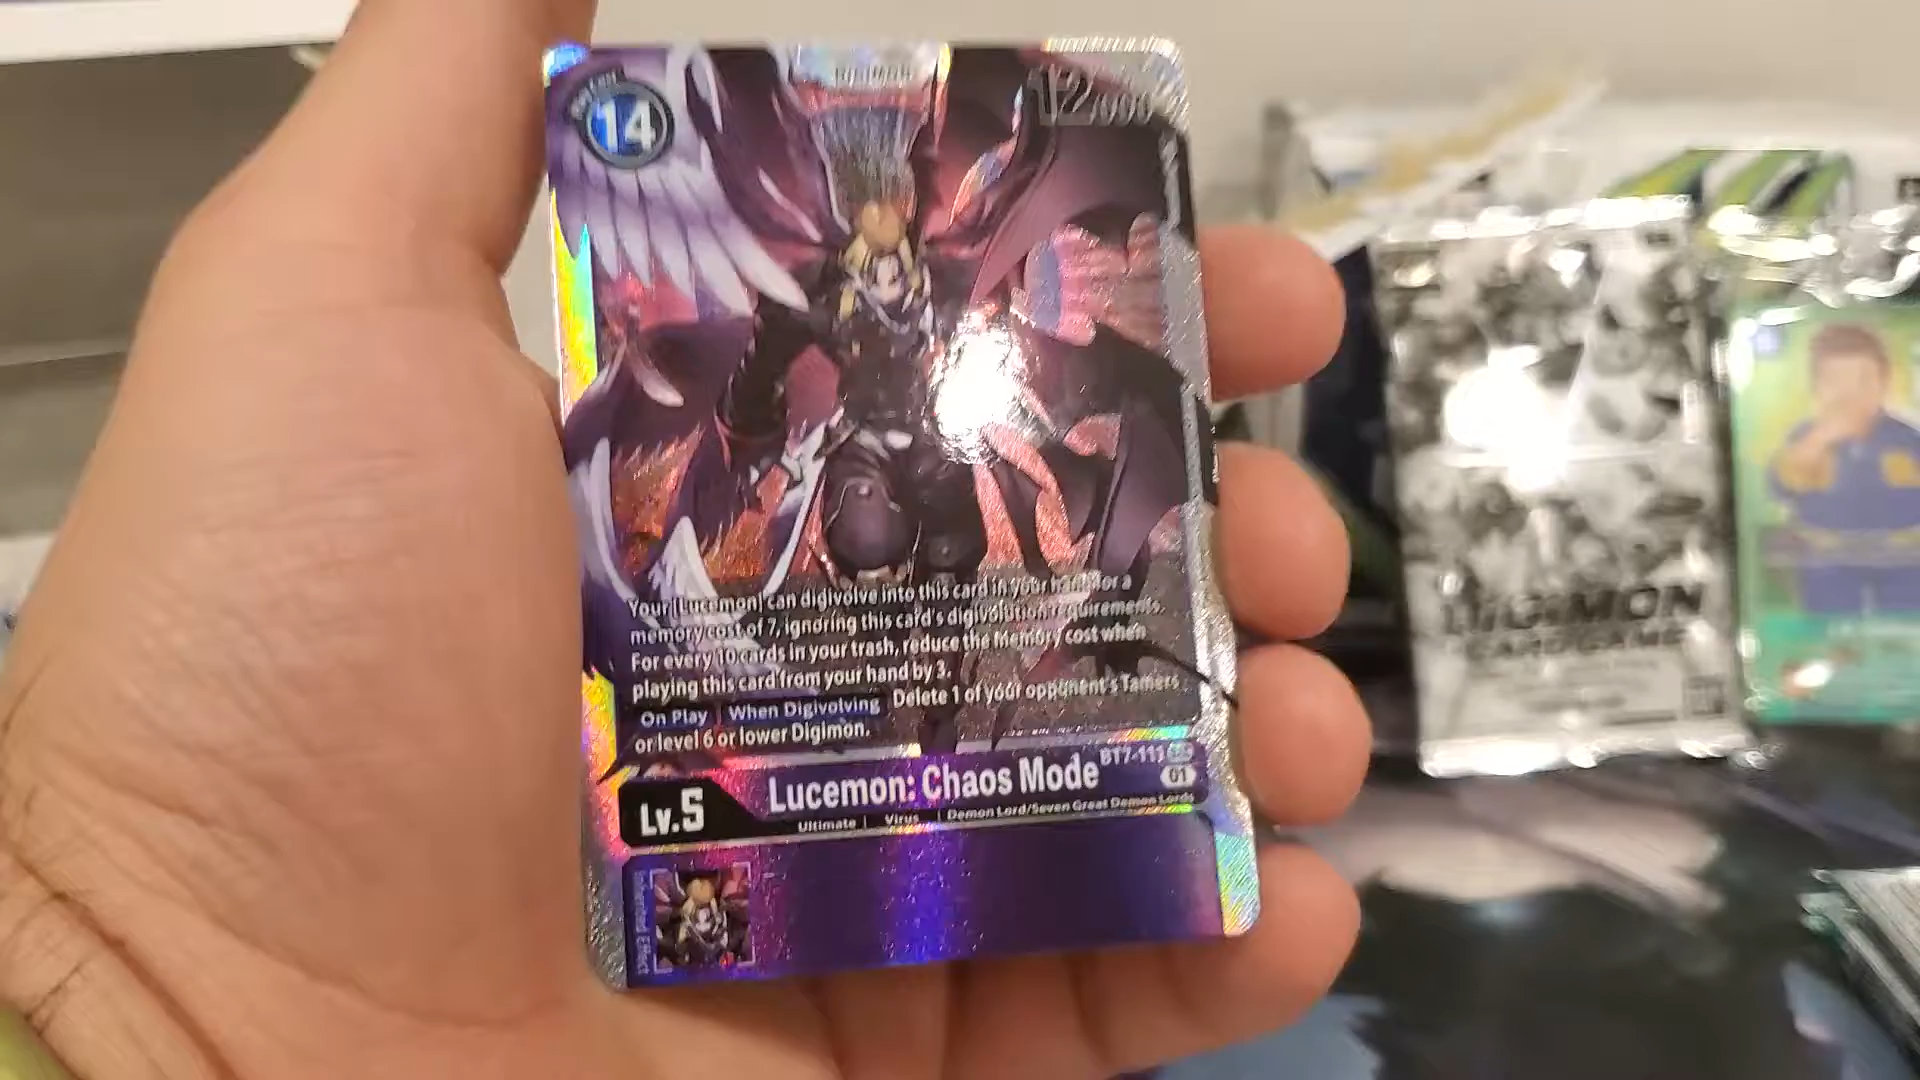 14
12000
Your [Lucemon] can digivolve into this card in your hand for a
memory cost of 7, ignoring this card's digivolution requirements.
For every 10 cards in your trash, reduce the memory cost when
playing this card from your hand by 3.
On Play When Digivolving Delete 1 of your opponent's Tamers
or level 6 or lower Digimon.
BT7-111
01
Lv.5 Lucemon: Chaos Mode
Ultimate | Virus | Demon Lord/Seven Great Demon Lords
Inherited Effect
DIGIMON
CARD GAME